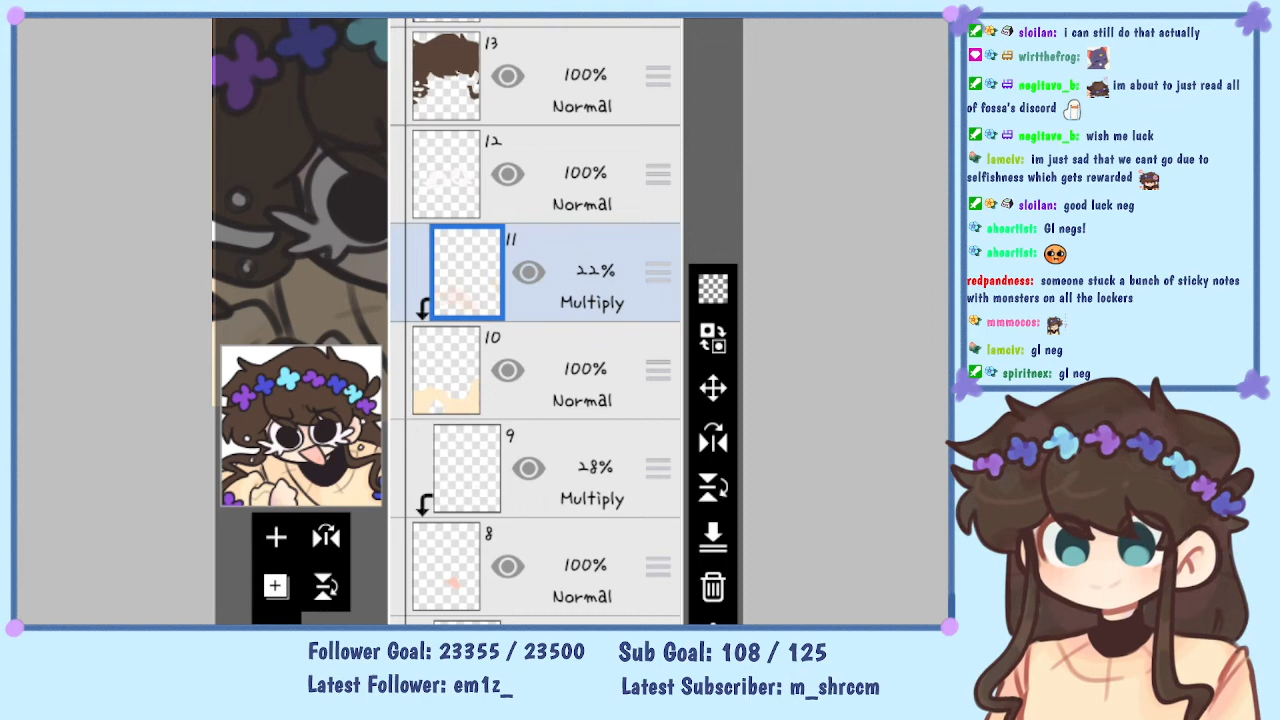 13
100%
Normal
12
100%
Normal
11
22%
Multiply
10
100%
Normal
9
28%
Multiply
8
100%
Normal
sloilan: i can still do that actually
wirtthefrog:
negitavo_b: im about to just read all
of fossa's discord
negitavo_b: wish me luck
lamciv: im just sad that we cant go due to
selfishness which gets rewarded
sloilan: good luck neg
ahoartist: Gl negs!
ahoartist:
redpandness: someone stuck a bunch of sticky notes
with monsters on all the lockers
mmmocos:
lamciv: gl neg
spiritnex: gl neg
Follower Goal: 23355 / 23500
Sub Goal: 108 / 125
Latest Follower: em1z_
Latest Subscriber: m_shrccm